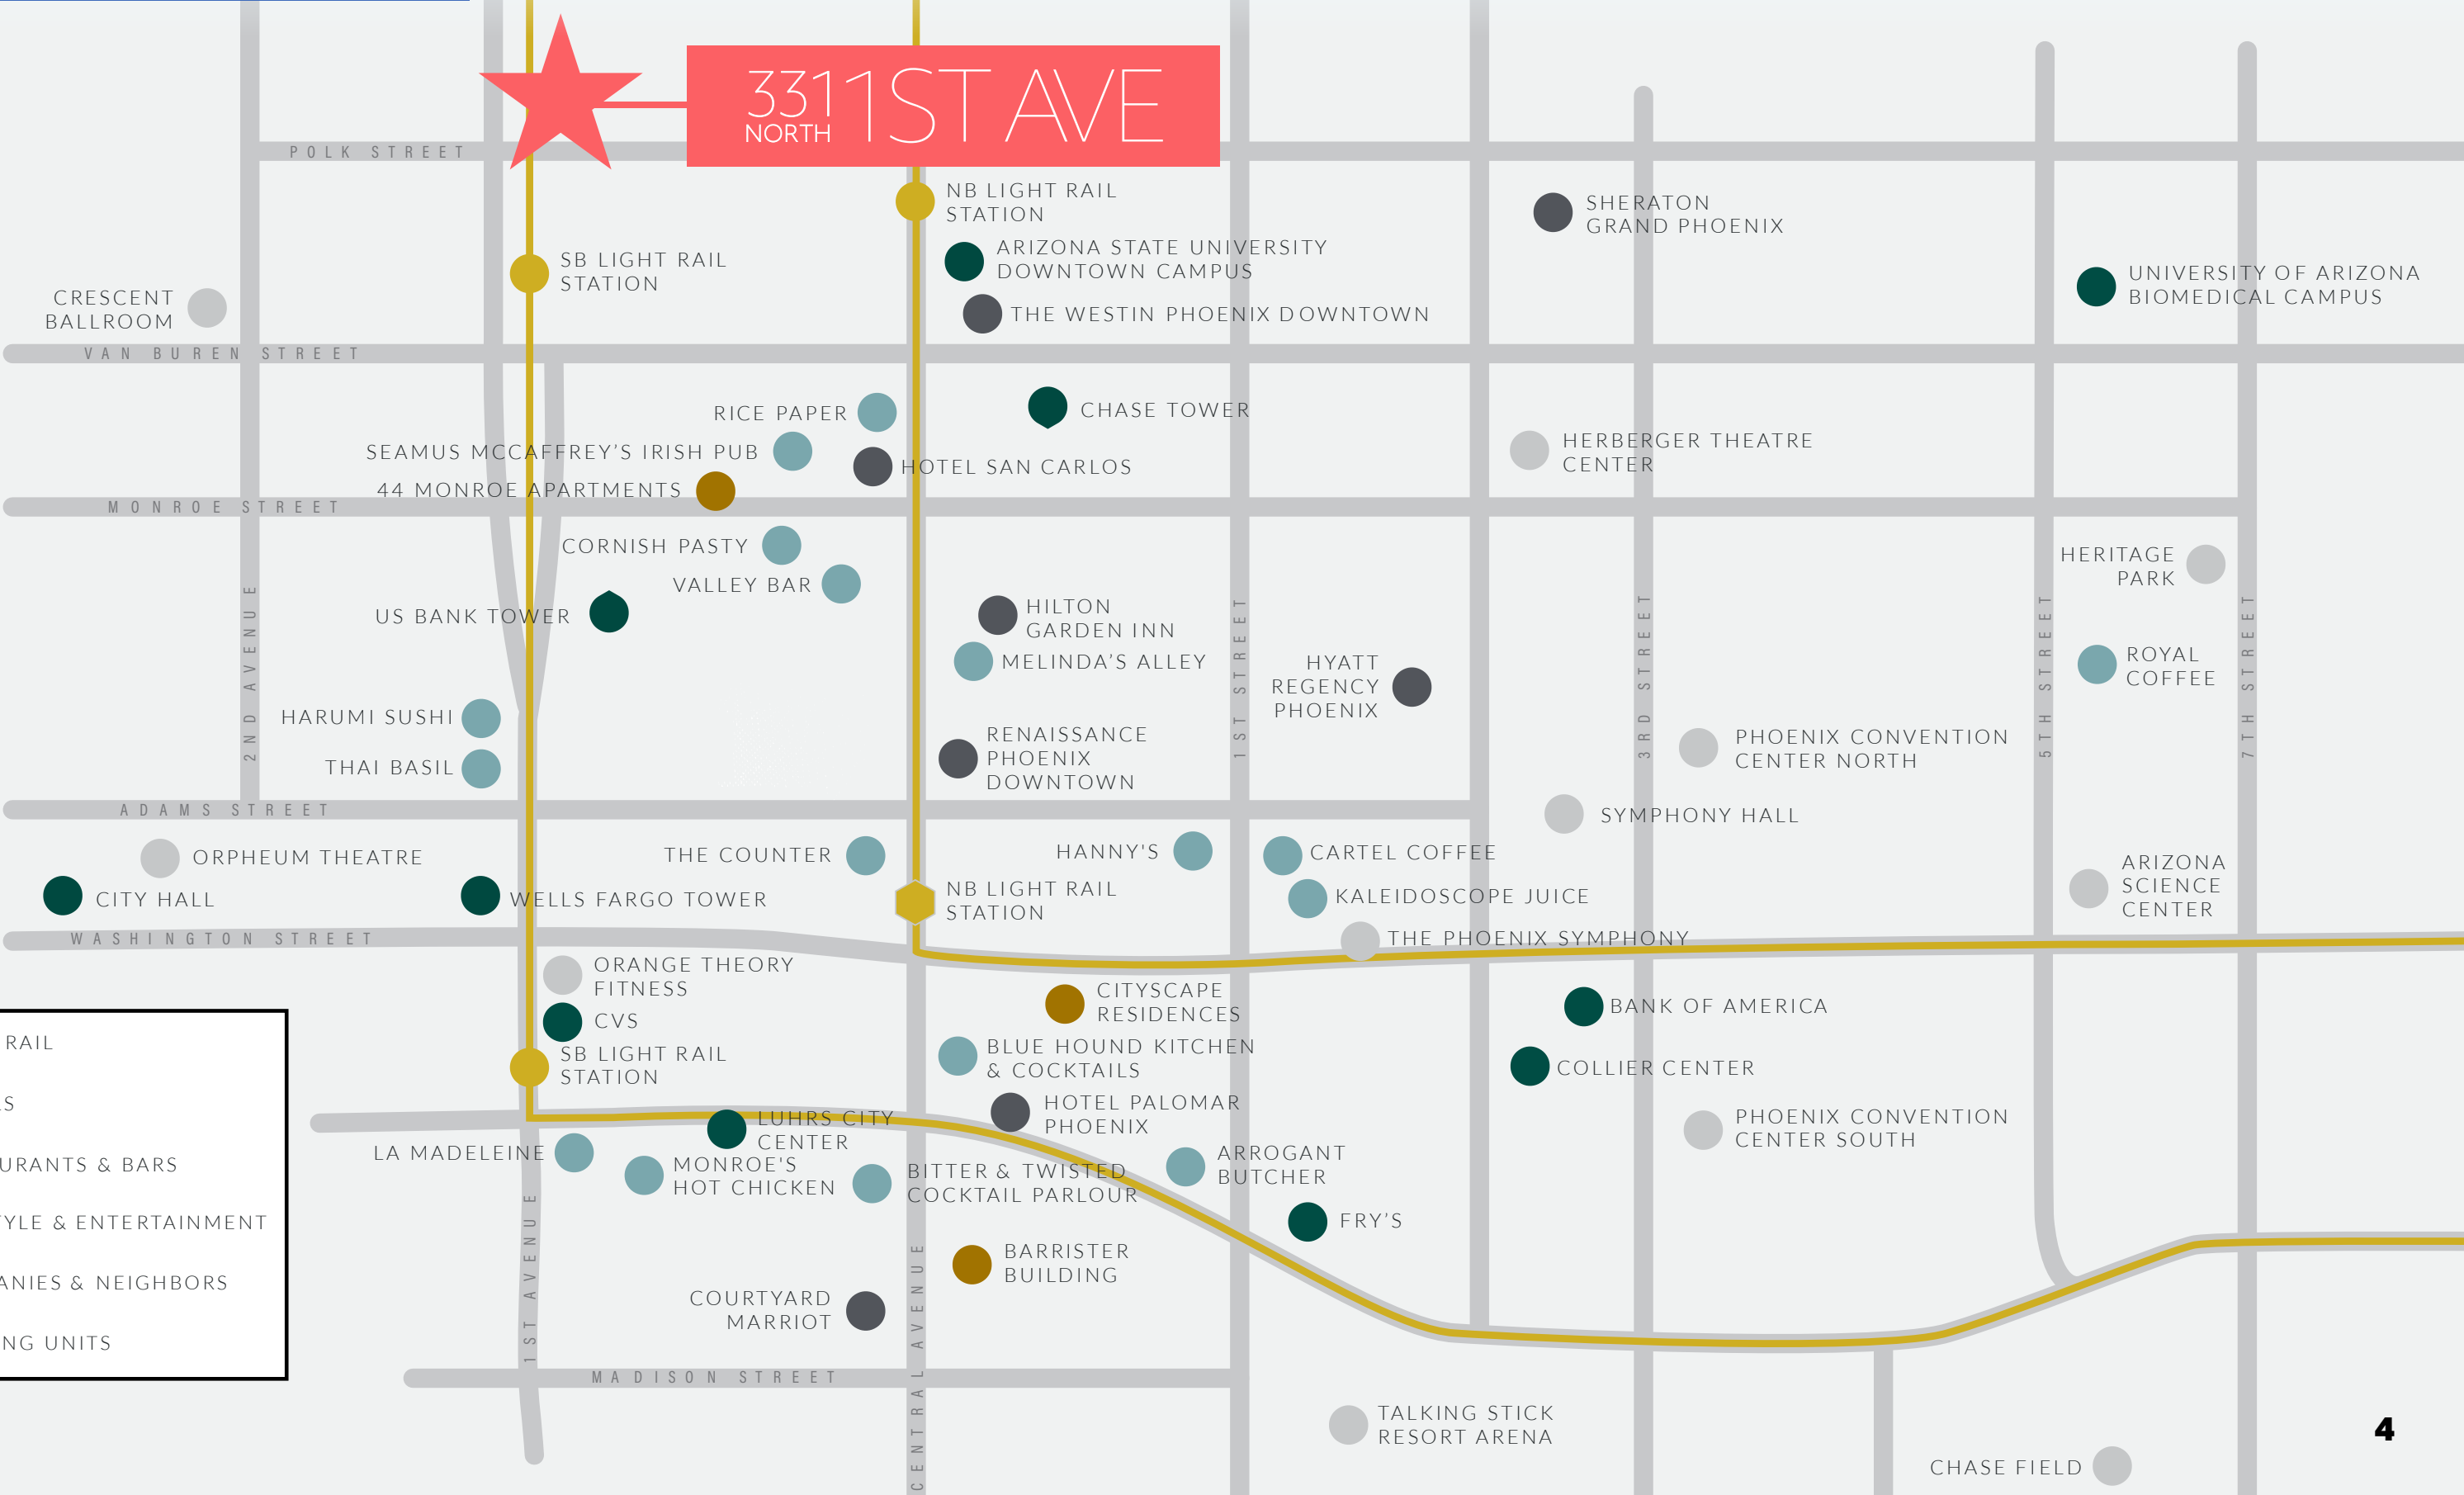 331
NORTH
1ST AVE
POLK STREET
NB LIGHT RAIL
STATION
SHERATON
GRAND PHOENIX
ARIZONA STATE UNIVERSITY
DOWNTOWN CAMPUS
SB LIGHT RAIL
STATION
UNIVERSITY OF ARIZONA
BIOMEDICAL CAMPUS
CRESCENT
BALLROOM
THE WESTIN PHOENIX DOWNTOWN
VAN BUREN STREET
RICE PAPER
CHASE TOWER
SEAMUS MCCAFFREY’S IRISH PUB
HOTEL SAN CARLOS
HERBERGER THEATRE
CENTER
44 MONROE APARTMENTS
MONROE STREET
CORNISH PASTY
VALLEY BAR
HERITAGE
PARK
US BANK TOWER
HILTON
GARDEN INN
MELINDA’S ALLEY
HYATT
REGENCY
PHOENIX
ROYAL
COFFEE
2ND AVENUE
1ST STREET
3RD STREET
5TH STREET
7TH STREET
HARUMI SUSHI
THAI BASIL
RENAISSANCE
PHOENIX
DOWNTOWN
PHOENIX CONVENTION
CENTER NORTH
ADAMS STREET
SYMPHONY HALL
ORPHEUM THEATRE
THE COUNTER
HANNY'S
CARTEL COFFEE
CITY HALL
WELLS FARGO TOWER
NB LIGHT RAIL
STATION
KALEIDOSCOPE JUICE
ARIZONA
SCIENCE
CENTER
WASHINGTON STREET
THE PHOENIX SYMPHONY
ORANGE THEORY
FITNESS
CVS
CITYSCAPE
RESIDENCES
BANK OF AMERICA
SB LIGHT RAIL
STATION
BLUE HOUND KITCHEN
& COCKTAILS
COLLIER CENTER
LUHRS CITY
CENTER
HOTEL PALOMAR
PHOENIX
PHOENIX CONVENTION
CENTER SOUTH
LA MADELEINE
MONROE'S
HOT CHICKEN
BITTER & TWISTED
COCKTAIL PARLOUR
ARROGANT
BUTCHER
FRY’S
1ST AVENUE
CENTRAL AVENUE
BARRISTER
BUILDING
COURTYARD
MARRIOT
MADISON STREET
TALKING STICK
RESORT ARENA
CHASE FIELD
RAIL
S
URANTS & BARS
YLE & ENTERTAINMENT
ANIES & NEIGHBORS
NG UNITS
4